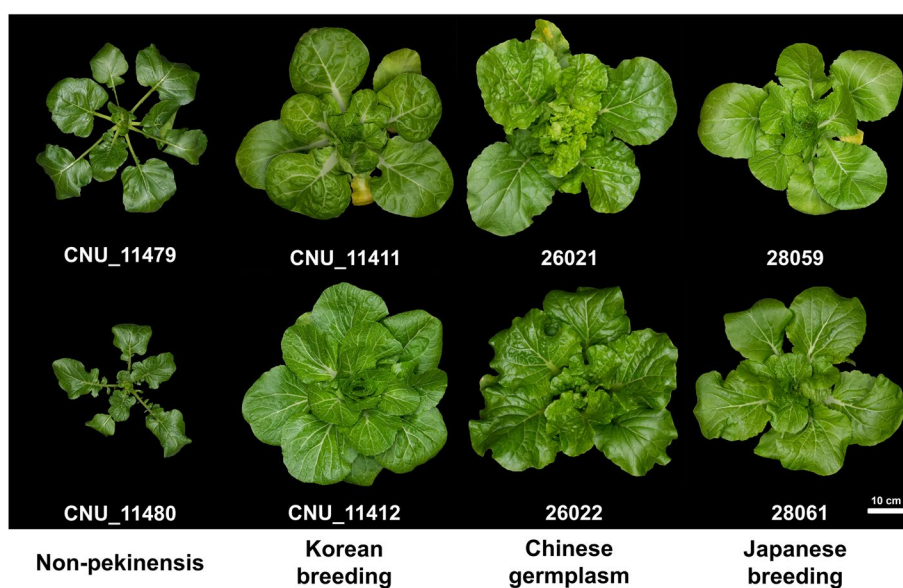 CNU_11479
CNU_11411
26021
28059
CNU_11480
CNU_11412
26022
28061
10 cm
Non-pekinensis
Korean
breeding
Chinese
germplasm
Japanese
breeding